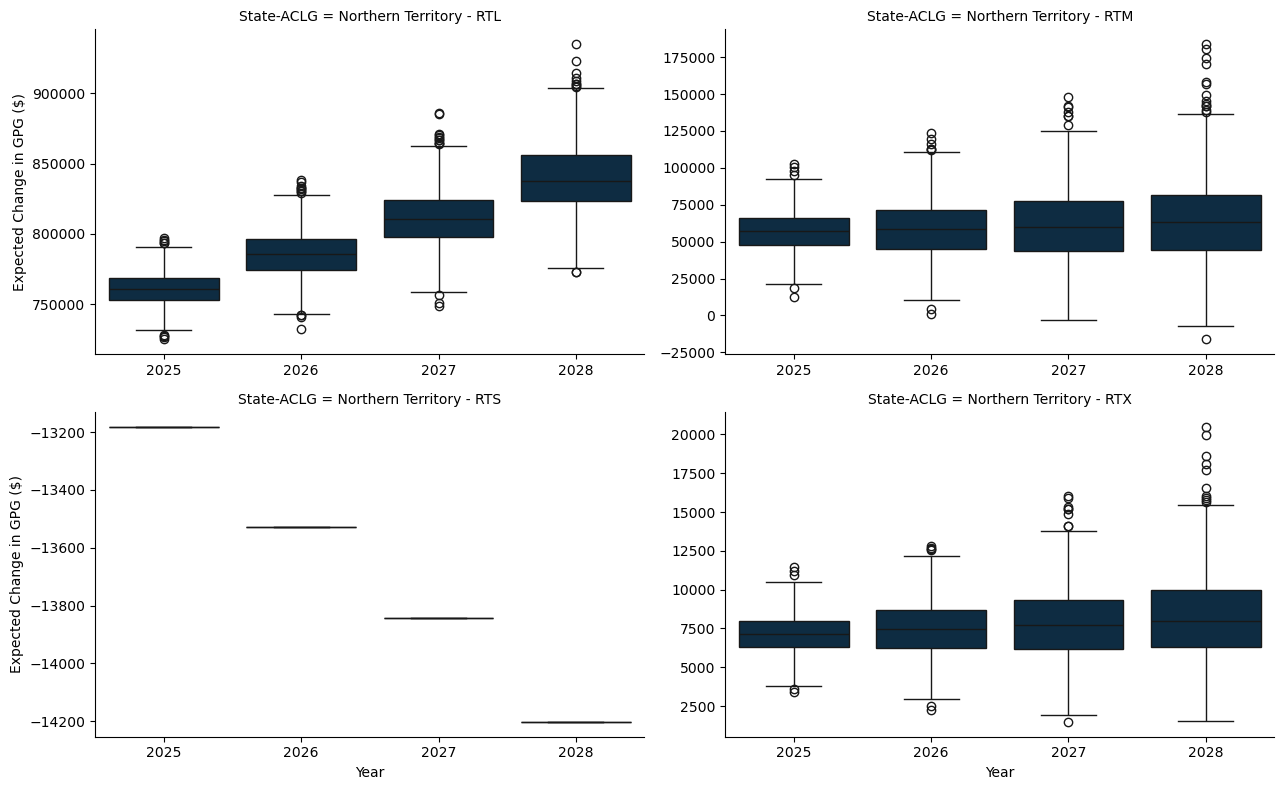 State-ACLG = Northern Territory - RTL
Expected Change in GPG ($)
900000
850000
800000
750000
2025 2026 2027 2028
State-ACLG = Northern Territory - RTM
175000
150000
125000
100000
75000
50000
25000
0
−25000
2025 2026 2027 2028
State-ACLG = Northern Territory - RTS
Expected Change in GPG ($)
−13200
−13400
−13600
−13800
−14000
−14200
2025 2026 2027 2028
Year
State-ACLG = Northern Territory - RTX
20000
17500
15000
12500
10000
7500
5000
2500
2025 2026 2027 2028
Year